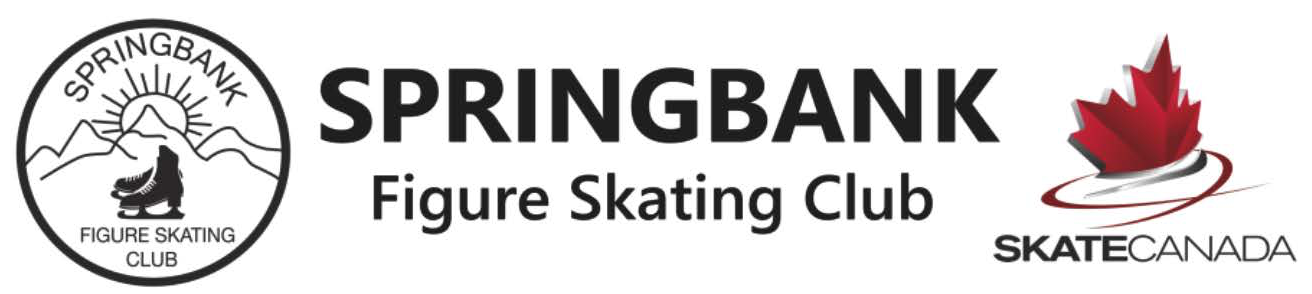 SPRINGBANK
FIGURE SKATING
CLUB
SPRINGBANK
Figure Skating Club
SKATECANADA